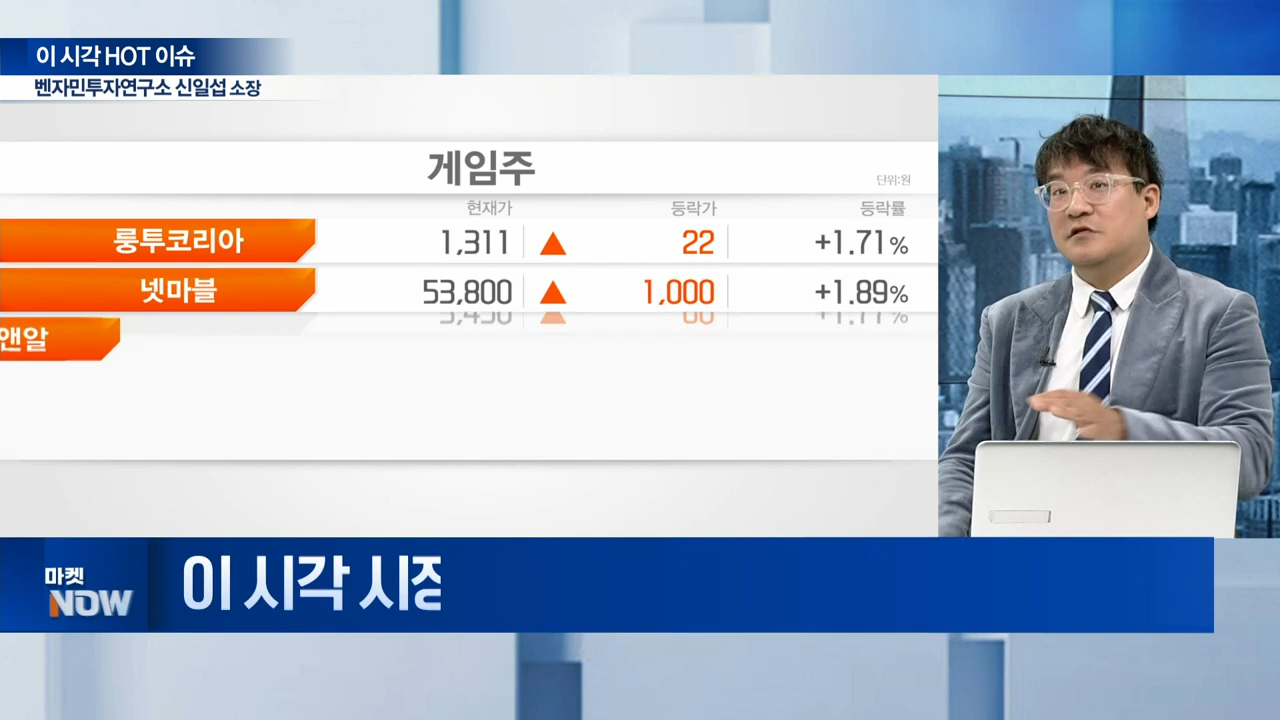 이 시각 HOT 이슈
벤자민투자연구소 신일섭 소장
게임주
단위:원
현재가 등락가 등락률
룽투코리아 1,311 ▲ 22 +1.71%
넷마블 53,800 ▲ 1,000 +1.89%
앤알
마켓
NOW
이 시각 시장